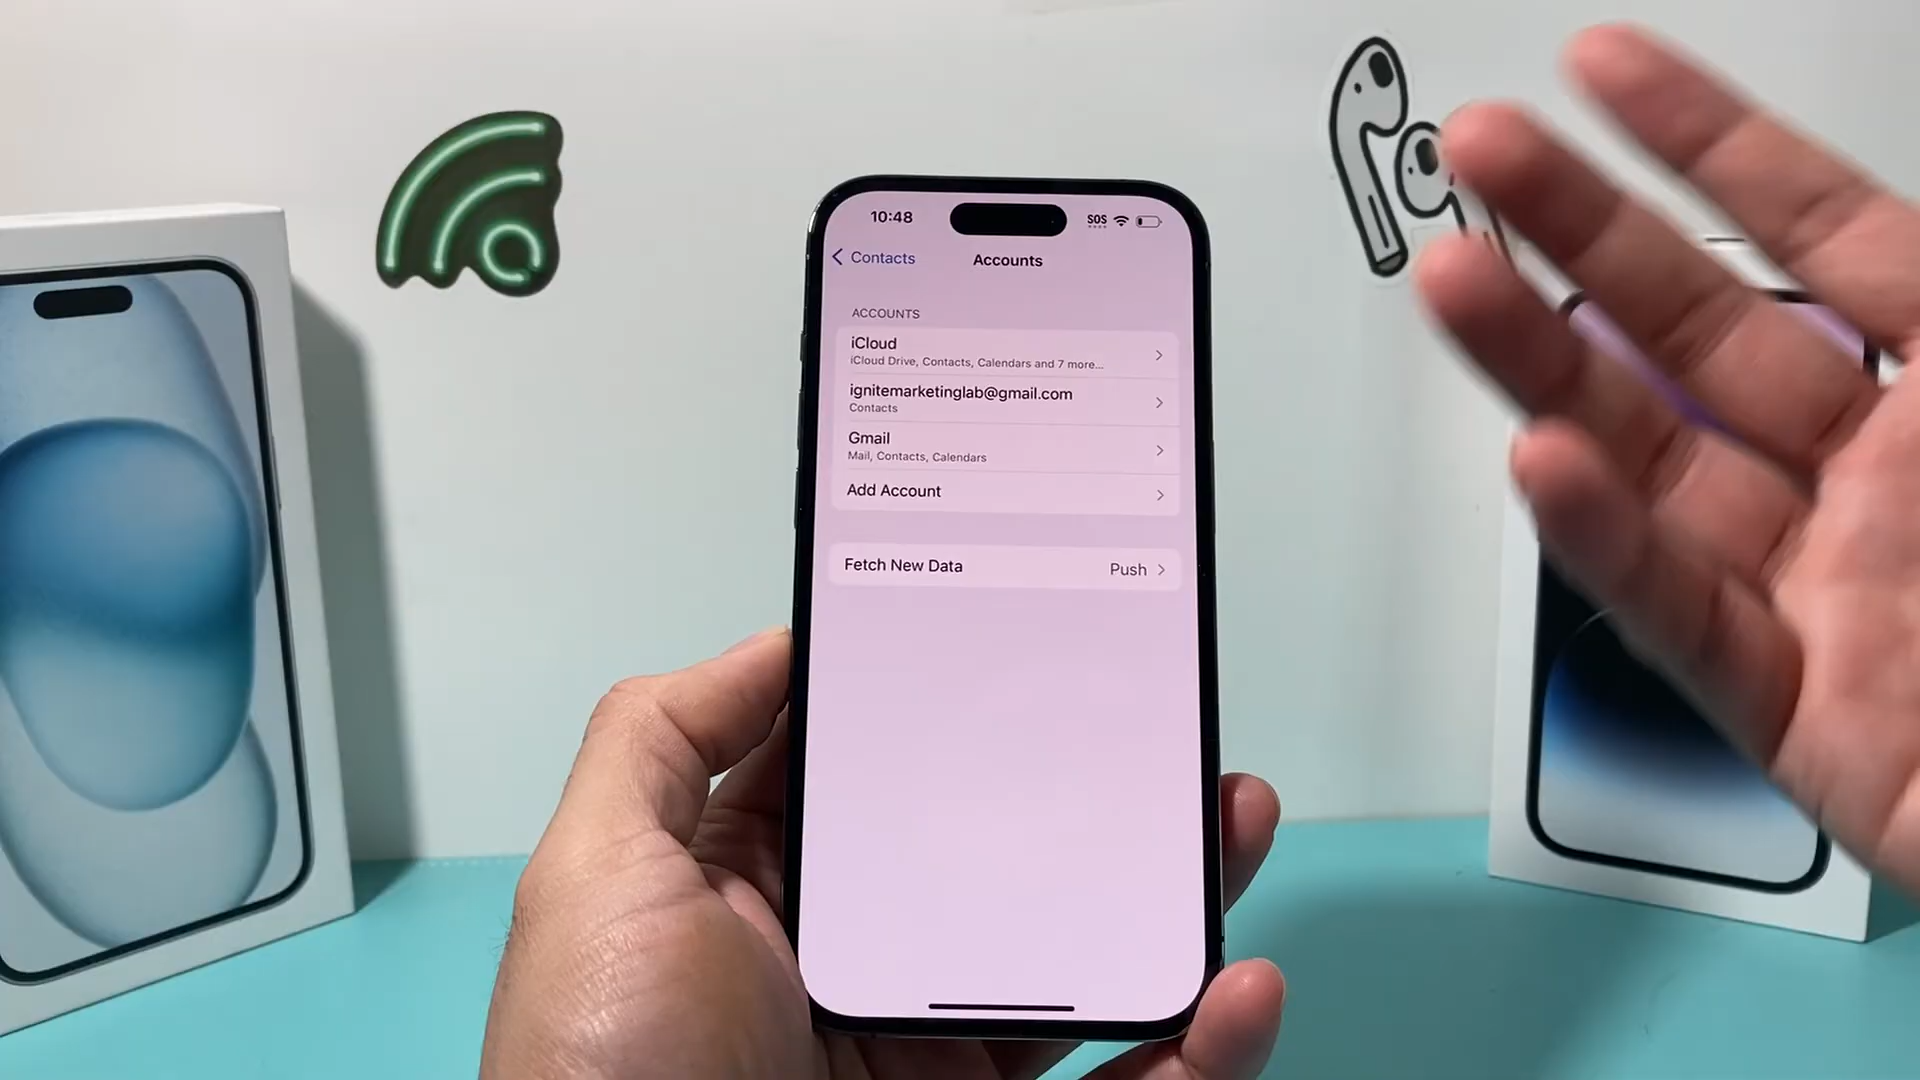 10:48
SOS
Contacts
Accounts
ACCOUNTS
iCloud
iCloud Drive, Contacts, Calendars and 7 more...
ignitemarketinglab@gmail.com
Contacts
Gmail
Mail, Contacts, Calendars
Add Account
Fetch New Data Push